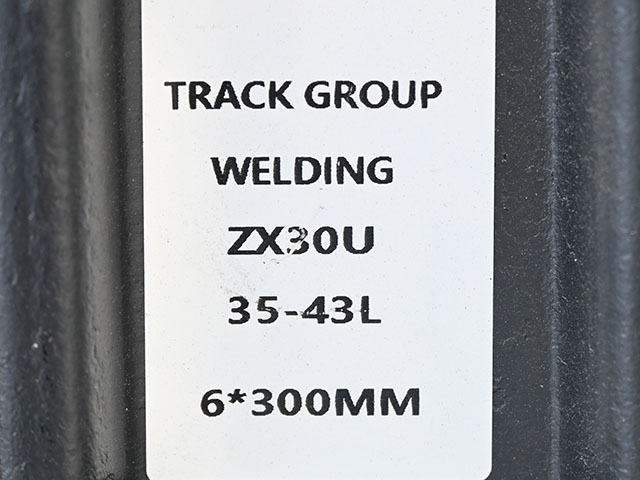 TRACK GROUP
WELDING
ZX30U
35-43L
6*300MM